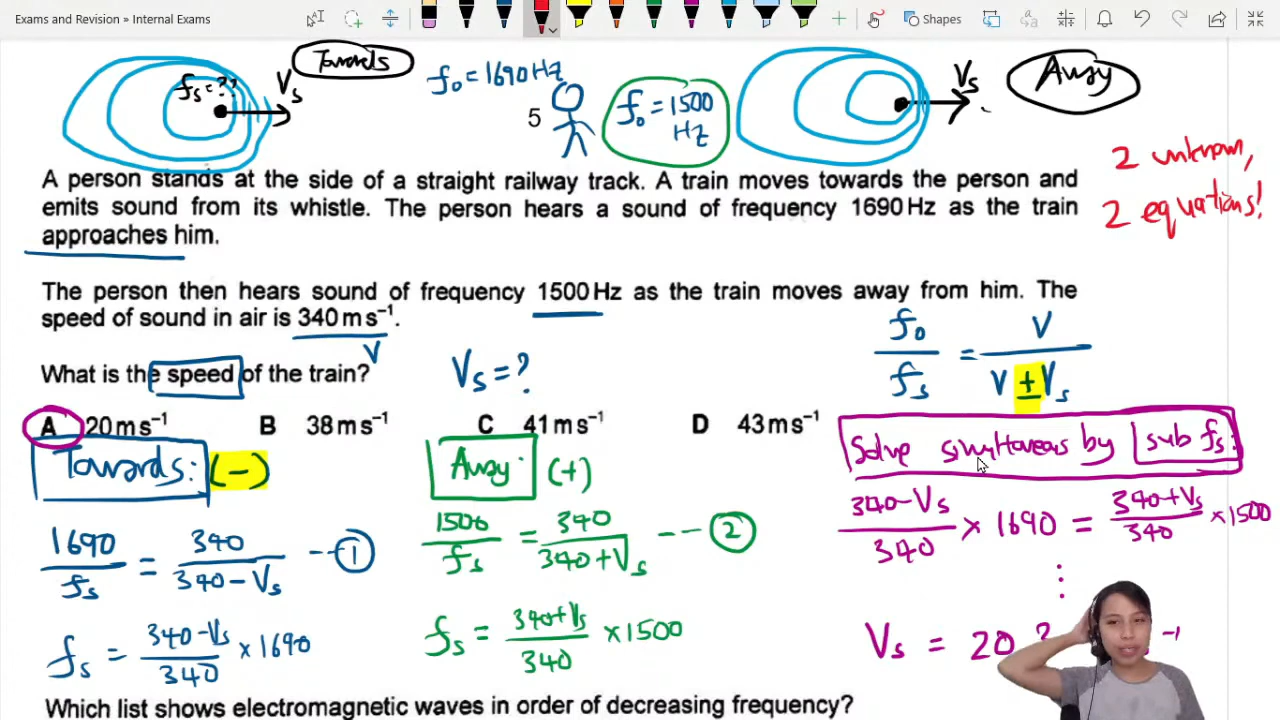 Exams and Revision » Internal Exams
Shapes
fs = ??
Vs
Towards
fo = 1690 Hz
5
fo = 1500
Hz
Vs
Away
2 unknown,
2 equations!
A person stands at the side of a straight railway track. A train moves towards the person and
emits sound from its whistle. The person hears a sound of frequency 1690 Hz as the train
approaches him.
The person then hears sound of frequency 1500 Hz as the train moves away from him. The
speed of sound in air is 340 m s⁻¹.
V
What is the speed of the train?
Vs = ?
fo/fs = V/(V ± Vs)
A 20 m s⁻¹ B 38 m s⁻¹ C 41 m s⁻¹ D 43 m s⁻¹
Towards: (−)
1690/fs = 340/(340 − Vs) --- ①
fs = (340 − Vs)/340 × 1690
Away: (+)
1500/fs = 340/(340 + Vs) --- ②
fs = (340 + Vs)/340 × 1500
Solve simultaneous by sub fs:
(340 − Vs)/340 × 1690 = (340 + Vs)/340 × 1500
⋮
Vs = 20
Which list shows electromagnetic waves in order of decreasing frequency?